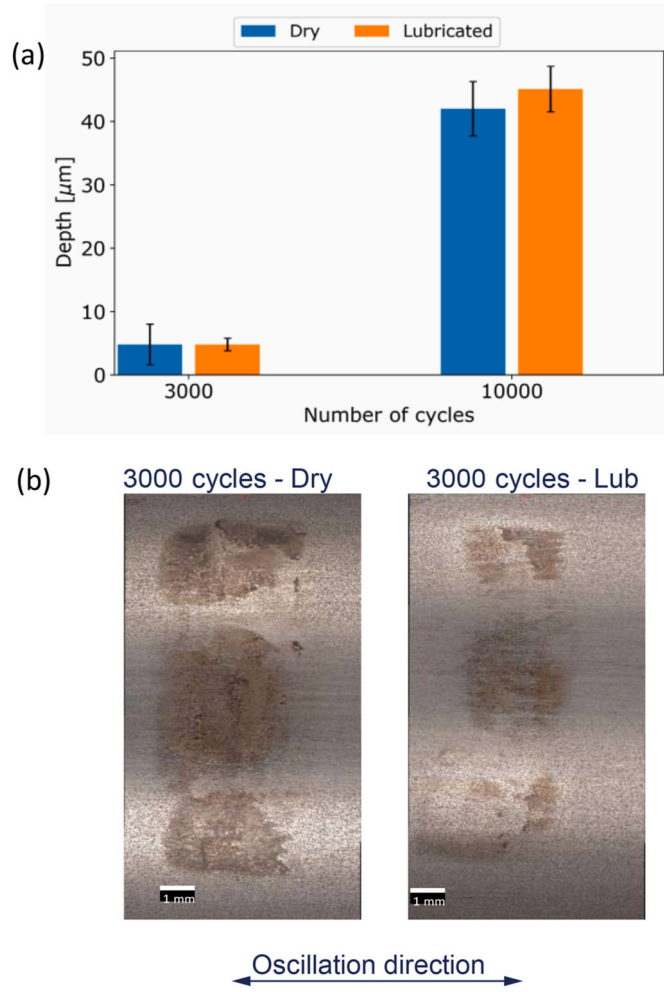 (a)
Dry Lubricated
Depth [μm]
50
40
30
20
10
0
3000 10000
Number of cycles
(b)
3000 cycles - Dry 3000 cycles - Lub
1 mm 1 mm
Oscillation direction